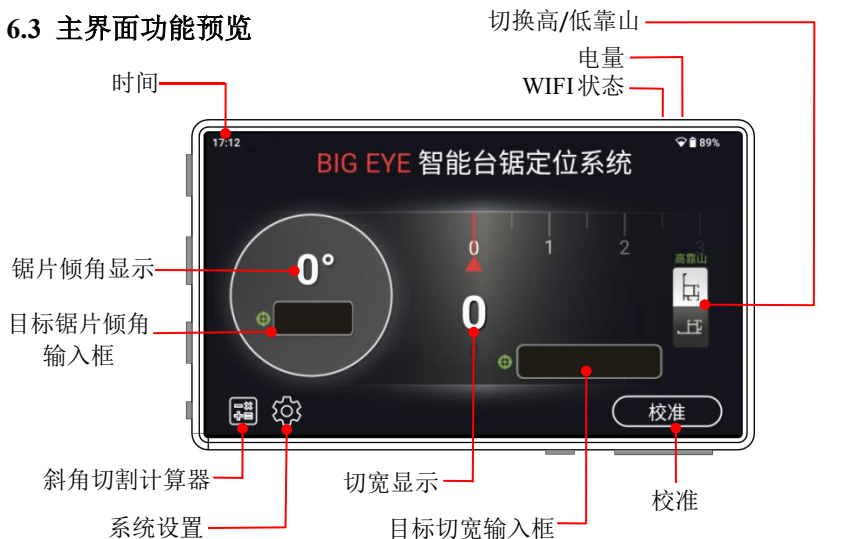 6.3 主界面功能预览
切换高/低靠山
电量
WIFI状态
时间
17:12
89%
BIG EYE 智能台锯定位系统
0 1 2 3
高靠山
0°
0
锯片倾角显示
目标锯片倾角
输入框
校准
斜角切割计算器
系统设置
切宽显示
目标切宽输入框
校准